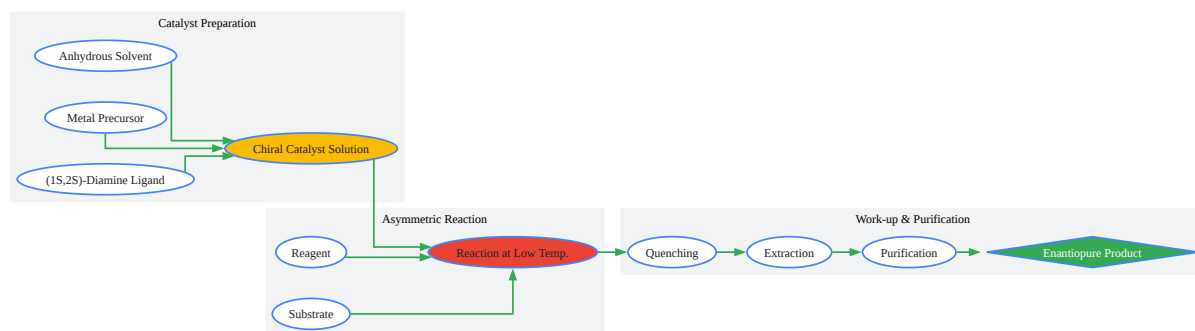 Catalyst Preparation
Anhydrous Solvent
Metal Precursor
Chiral Catalyst Solution
(1S,2S)-Diamine Ligand
Asymmetric Reaction
Work-up & Purification
Reagent
Reaction at Low Temp.
Quenching
Extraction
Purification
Enantiopure Product
Substrate